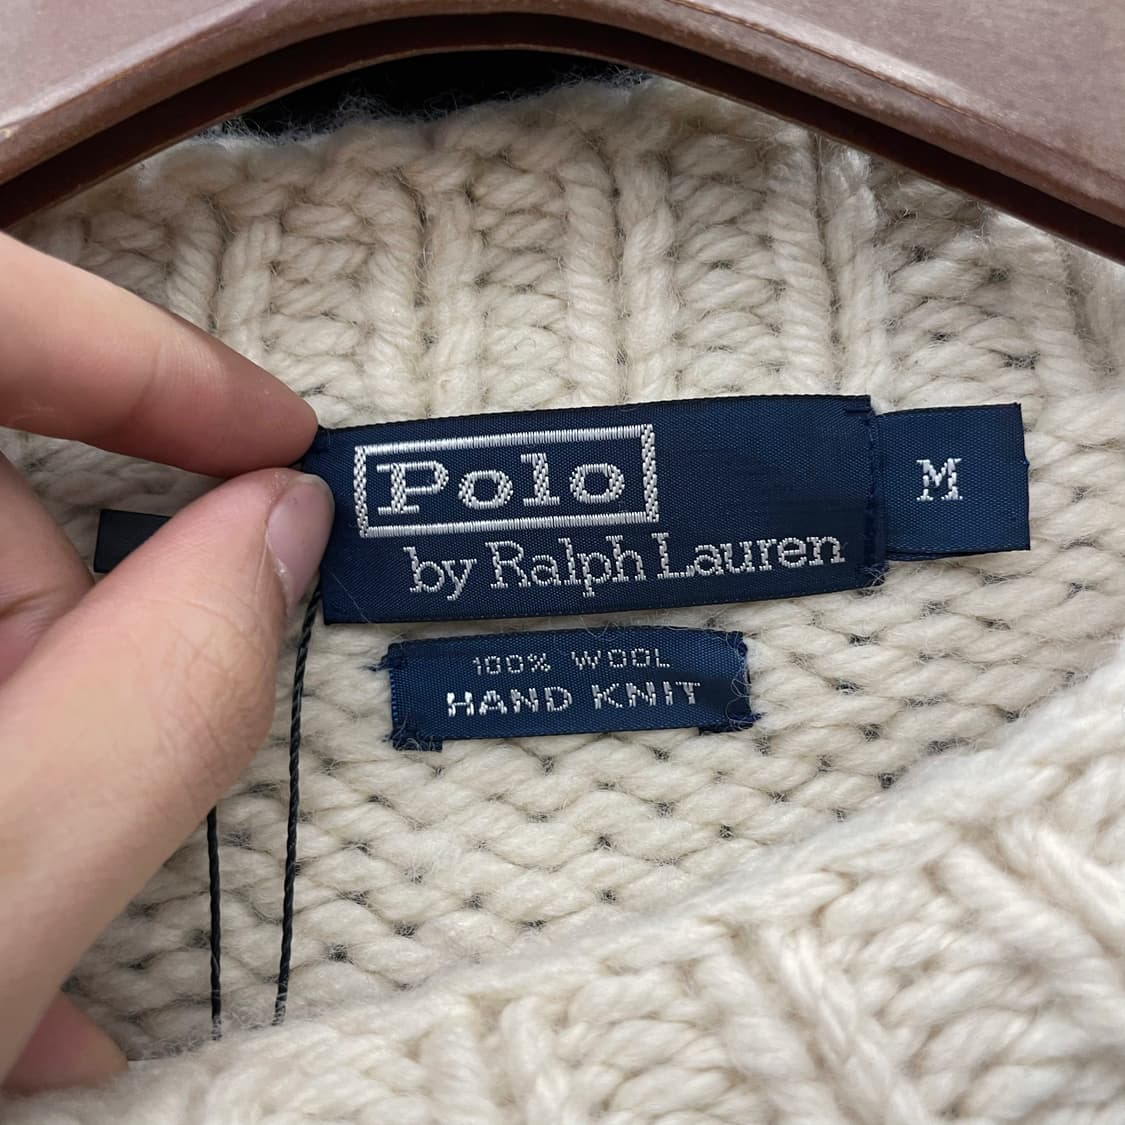 Polo
by Ralph Lauren
M
100% WOOL
HAND KNIT